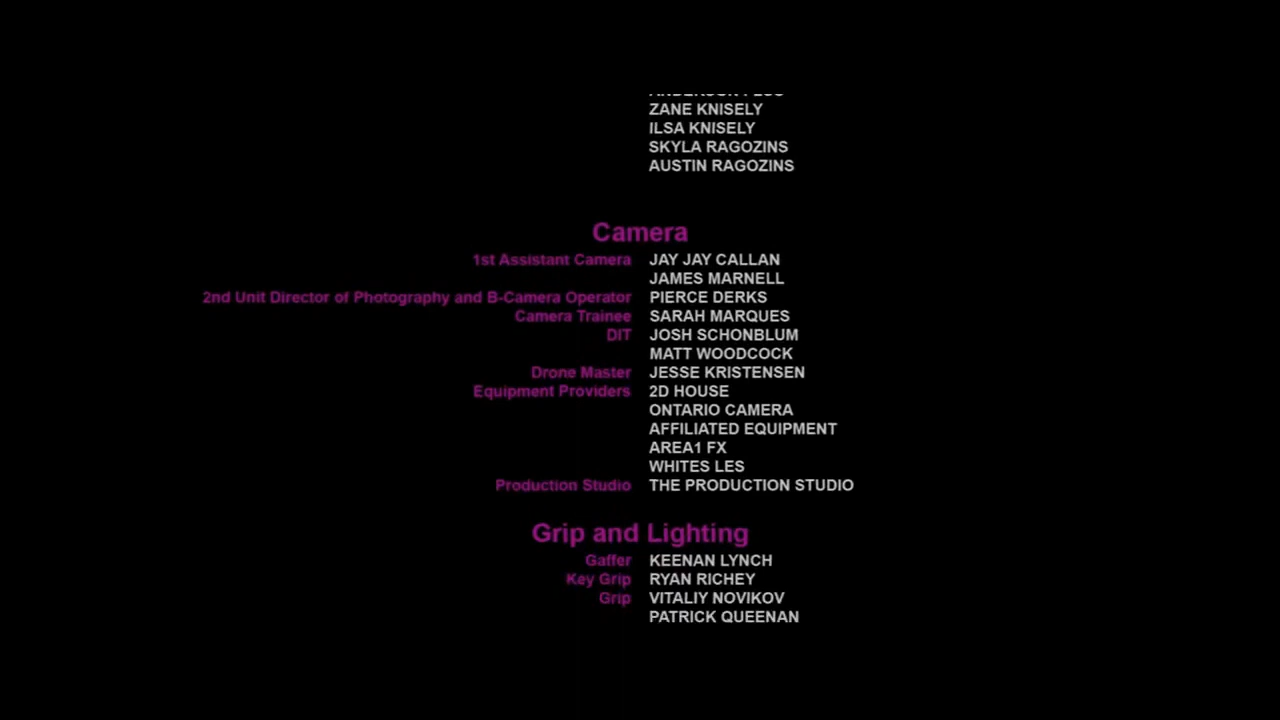 ZANE KNISELY
ILSA KNISELY
SKYLA RAGOZINS
AUSTIN RAGOZINS
Camera
1st Assistant Camera JAY JAY CALLAN
JAMES MARNELL
2nd Unit Director of Photography and B-Camera Operator PIERCE DERKS
Camera Trainee SARAH MARQUES
DIT JOSH SCHONBLUM
MATT WOODCOCK
Drone Master JESSE KRISTENSEN
Equipment Providers 2D HOUSE
ONTARIO CAMERA
AFFILIATED EQUIPMENT
AREA1 FX
WHITES LES
Production Studio THE PRODUCTION STUDIO
Grip and Lighting
Gaffer KEENAN LYNCH
Key Grip RYAN RICHEY
Grip VITALIY NOVIKOV
PATRICK QUEENAN